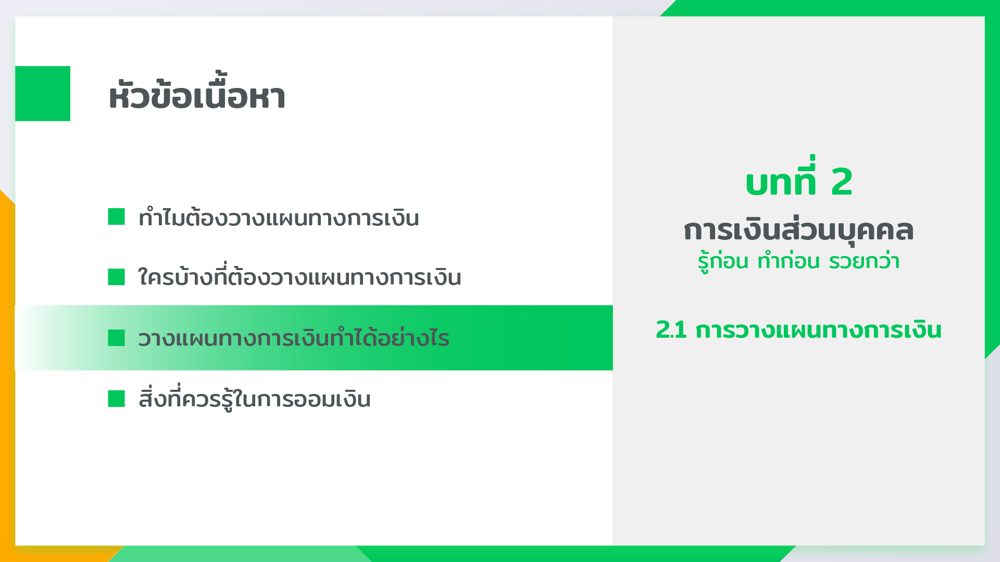 หัวข้อเนื้อหา
ทำไมต้องวางแผนทางการเงิน
ใครบ้างที่ต้องวางแผนทางการเงิน
วางแผนทางการเงินทำได้อย่างไร
สิ่งที่ควรรู้ในการออมเงิน
บทที่ 2
การเงินส่วนบุคคล
รู้ก่อน ทำก่อน รวยกว่า
2.1 การวางแผนทางการเงิน